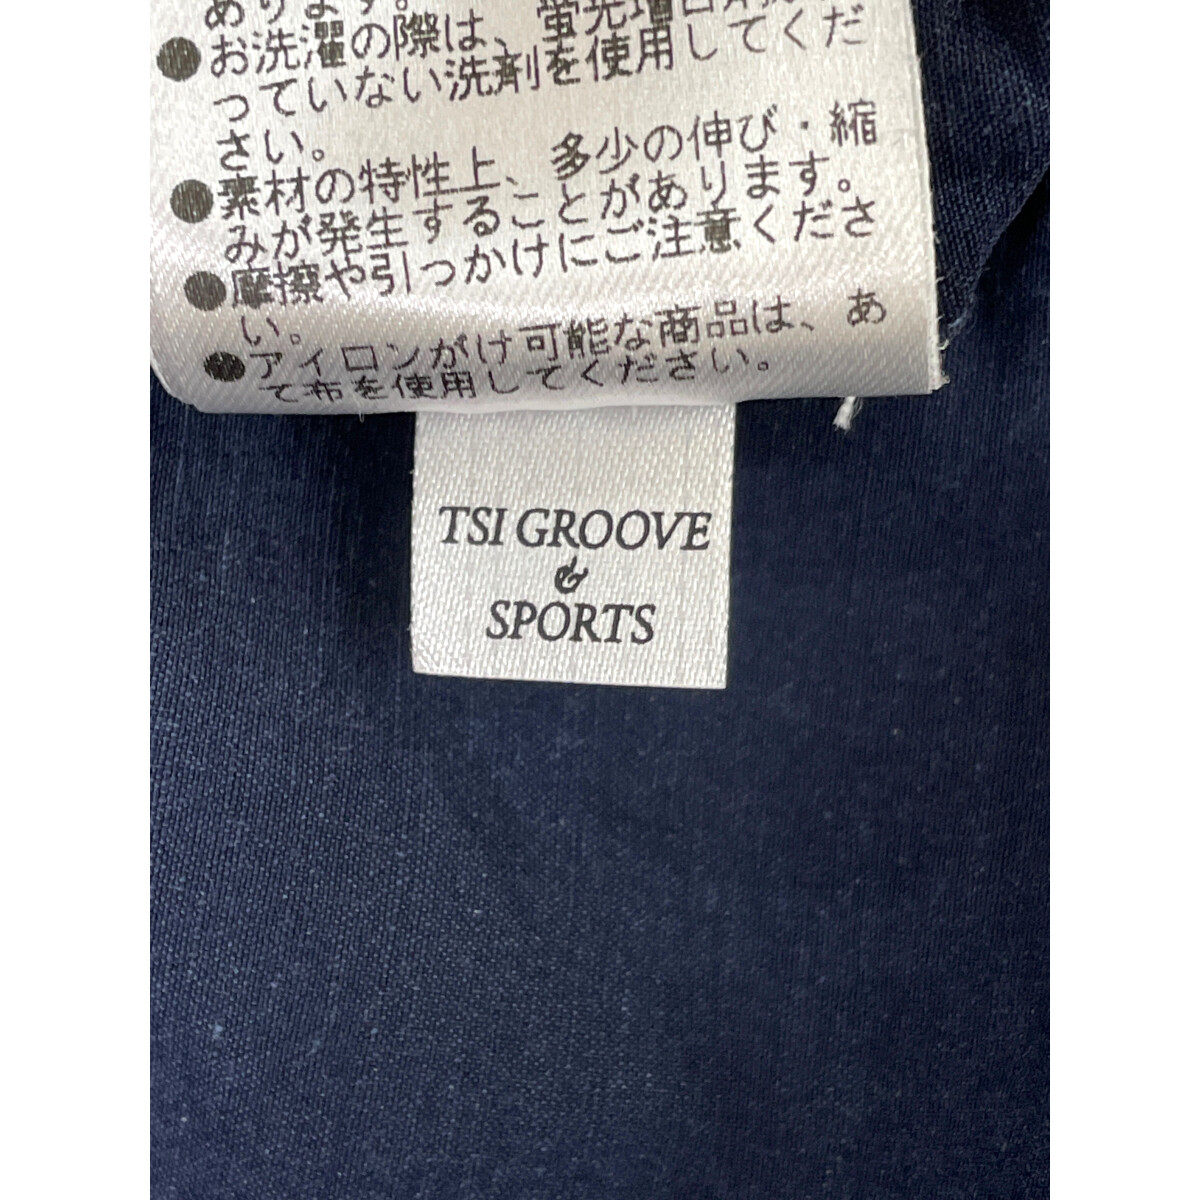 あります。
●お洗濯の際は、蛍光増白剤が入
っていない洗剤を使用してくだ
さい。
●素材の特性上、多少の伸び・縮
みが発生することがあります。
●摩擦や引っかけにご注意くださ
い。
●アイロンがけ可能な商品は、あ
て布を使用してください。
TSI GROOVE
&
SPORTS